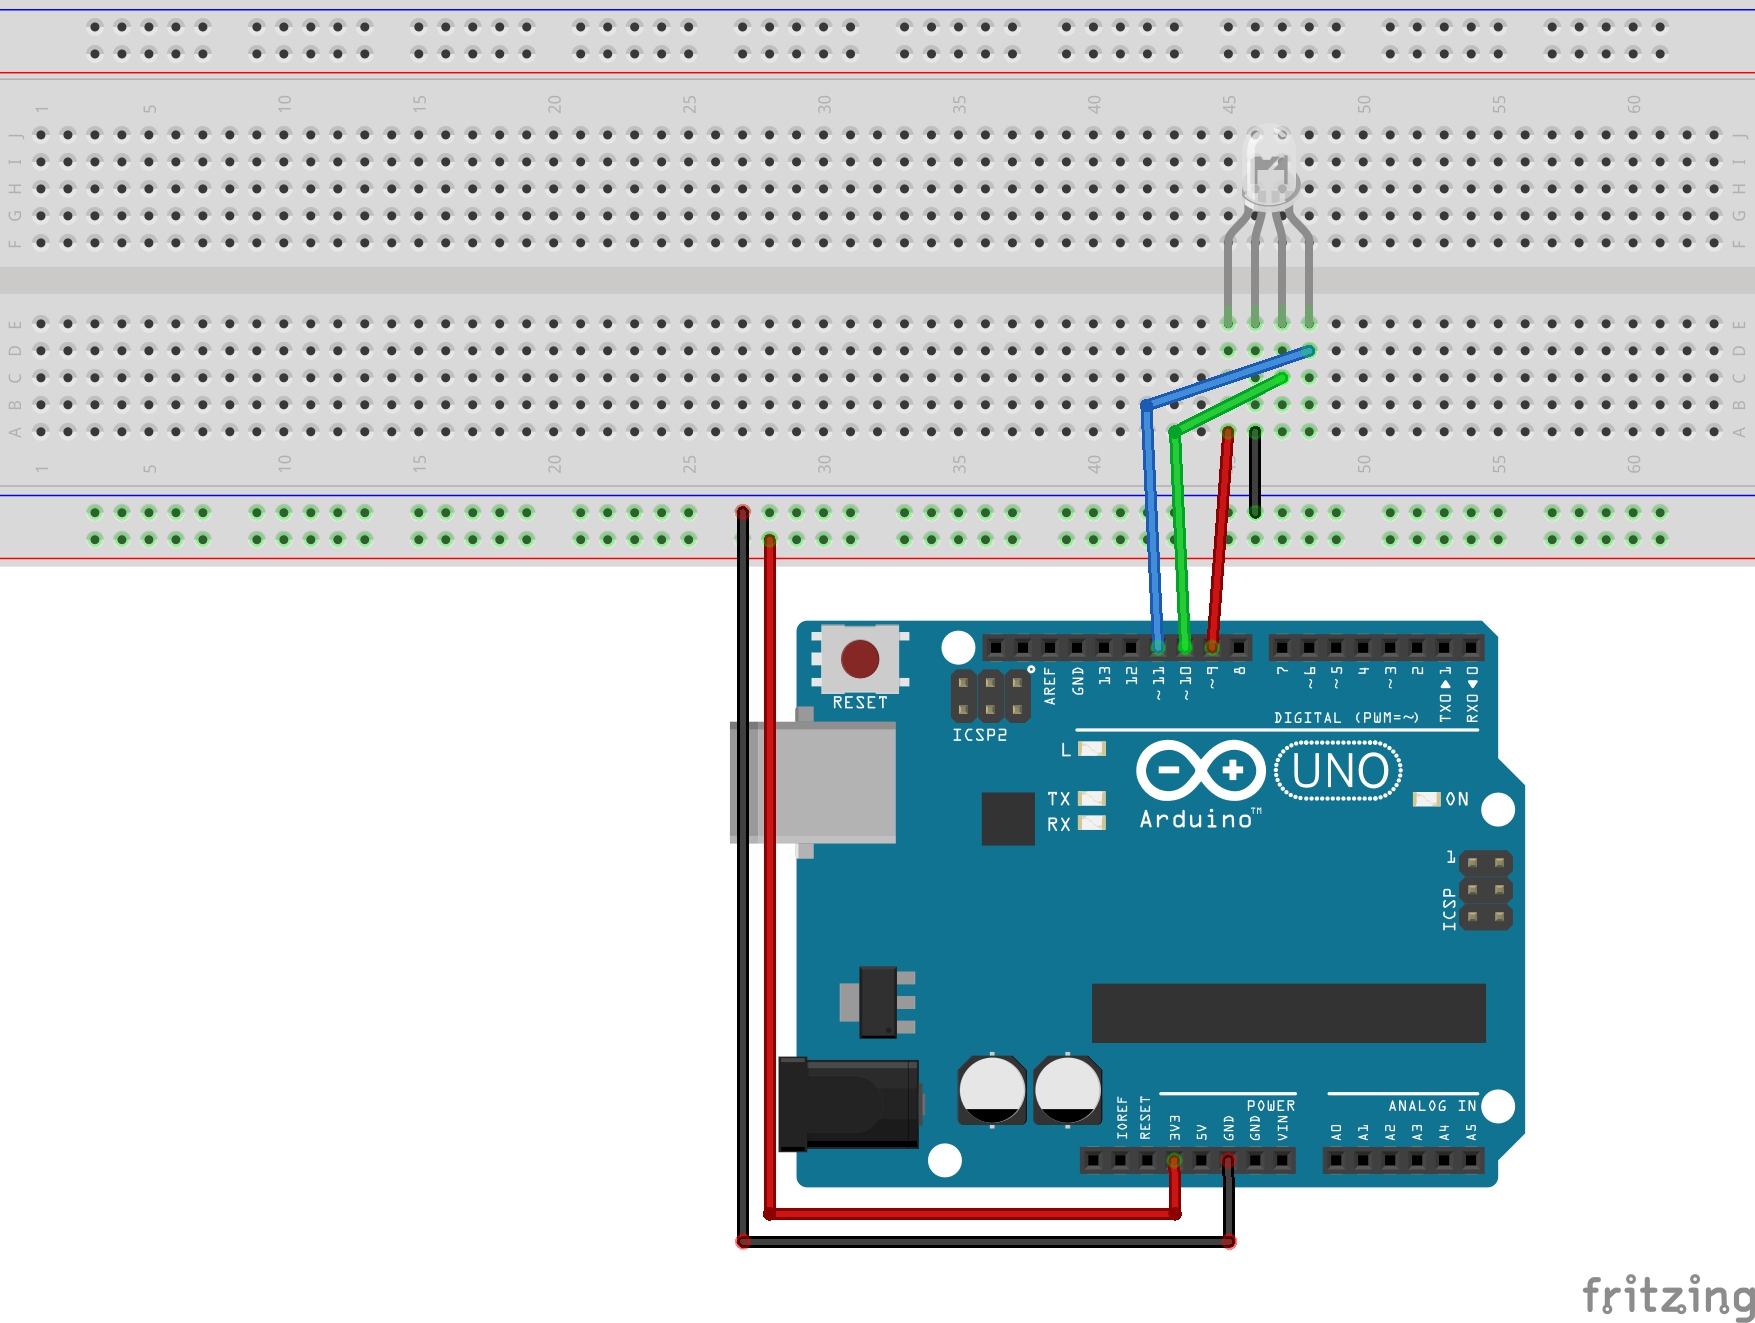 1 5 10 15 20 25 30 35 40 45 50 55 60
J J
I I
H H
G G
F F
E E
D D
C C
B B
A A
1 5 10 15 20 25 30 35 40 50 55 60
RESET
ICSP2
AREF GND 13 12 ~11 ~10 ~9 8 7 ~6 ~5 4 ~3 2 TX0▶1 RX0◀0
DIGITAL (PWM=~)
L
TX
RX
UNO
Arduino™
ON
1
ICSP
IOREF RESET 3V3 5V GND GND VIN
POWER
A0 A1 A2 A3 A4 A5
ANALOG IN
fritzing